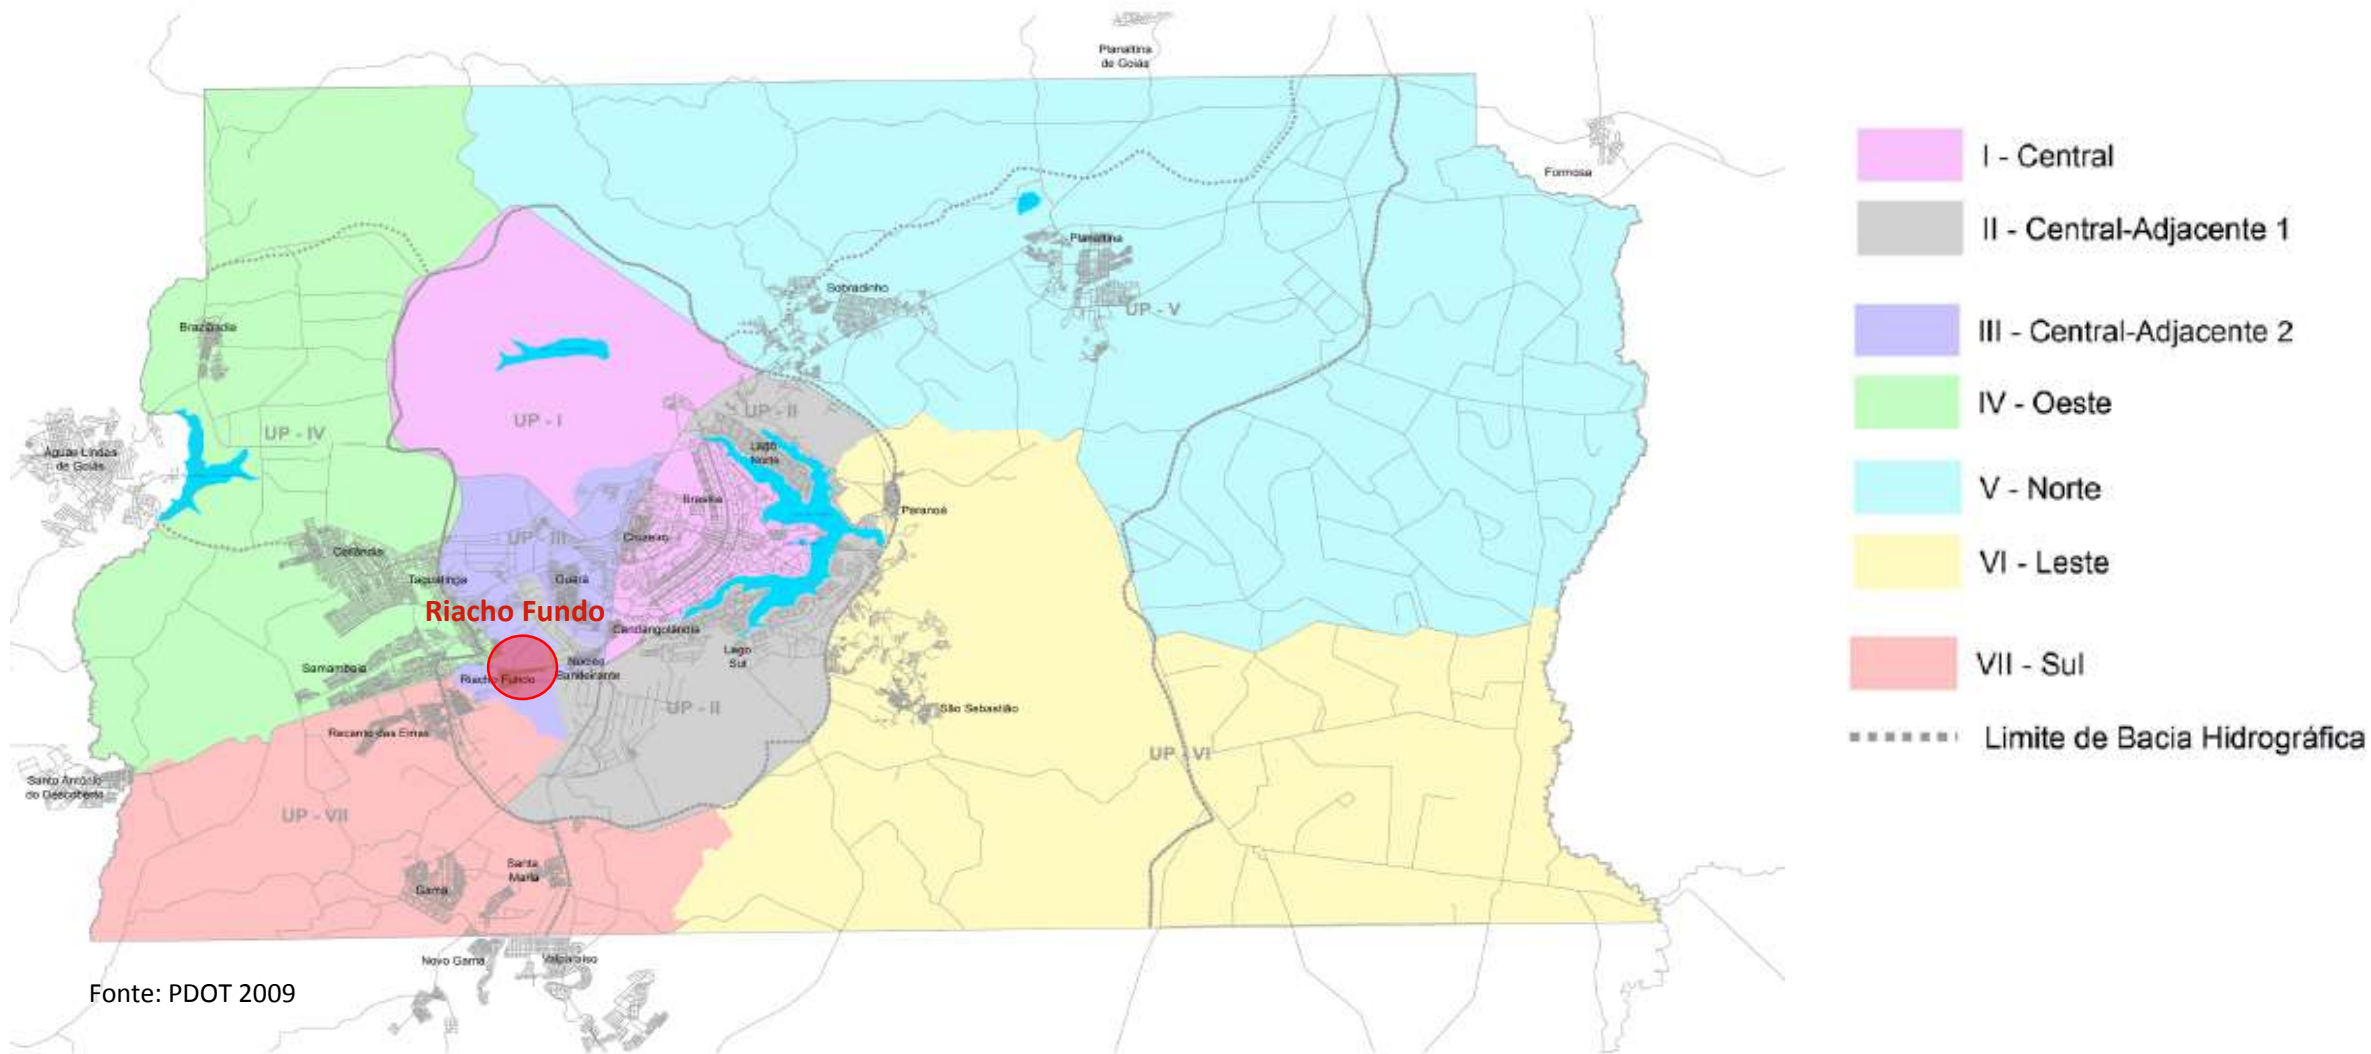 Planaltina
de Goiás
Formosa
Planaltina
UP - V
Sobradinho
Brazlândia
UP - I
UP - II
UP - IV
Águas Lindas
de Goiás
Lago
Norte
Brasília
Paranoá
UP - III
Cruzeiro
Ceilândia
Taguatinga
Guará
Riacho Fundo
Candangolândia
Lago
Sul
Samambaia
Núcleo
Bandeirante
Riacho Fundo
UP - II
São Sebastião
Recanto das Emas
UP - VI
Santo Antônio
do Descoberto
UP - VII
Santa
Maria
Gama
Novo Gama
Valparaíso
Fonte: PDOT 2009
I - Central
II - Central-Adjacente 1
III - Central-Adjacente 2
IV - Oeste
V - Norte
VI - Leste
VII - Sul
Limite de Bacia Hidrográfica